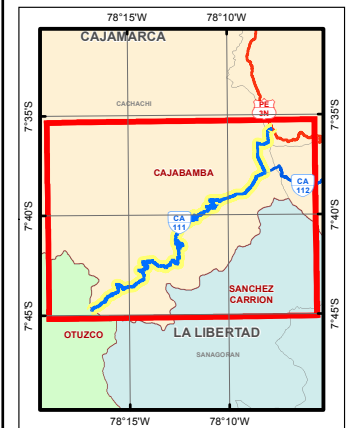 78°15'W 78°10'W
CAJAMARCA
CACHACHI
PE
3N
7°35'S 7°35'S
CAJABAMBA
CA
112
7°40'S 7°40'S
CA
111
SANCHEZ
CARRION
7°45'S 7°45'S
OTUZCO
LA LIBERTAD
SANAGORAN
78°15'W 78°10'W